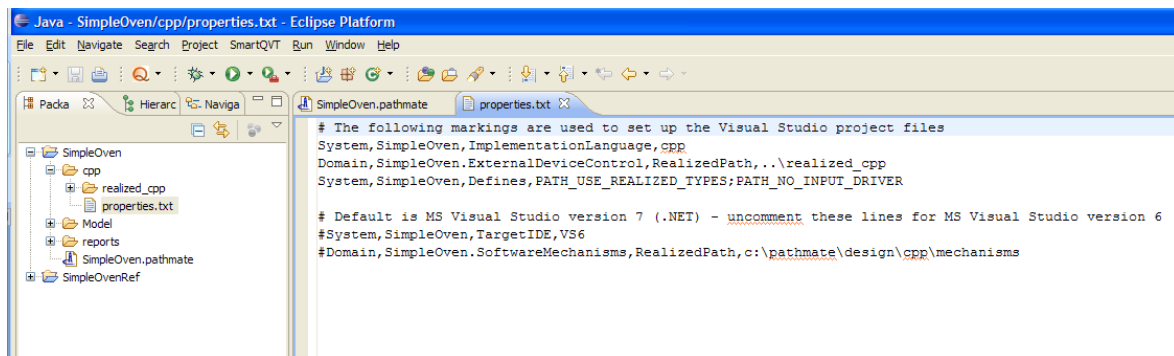 Java - SimpleOven/cpp/properties.txt - Eclipse Platform
File Edit Navigate Search Project SmartQVT Run Window Help
Packa Hierarc Naviga
SimpleOven.pathmate properties.txt
SimpleOven
cpp
realized_cpp
properties.txt
Model
reports
SimpleOven.pathmate
SimpleOvenRef
# The following markings are used to set up the Visual Studio project files
System,SimpleOven,ImplementationLanguage,cpp
Domain,SimpleOven.ExternalDeviceControl,RealizedPath,..\realized_cpp
System,SimpleOven,Defines,PATH_USE_REALIZED_TYPES;PATH_NO_INPUT_DRIVER
# Default is MS Visual Studio version 7 (.NET) - uncomment these lines for MS Visual Studio version 6
#System,SimpleOven,TargetIDE,VS6
#Domain,SimpleOven.SoftwareMechanisms,RealizedPath,c:\pathmate\design\cpp\mechanisms